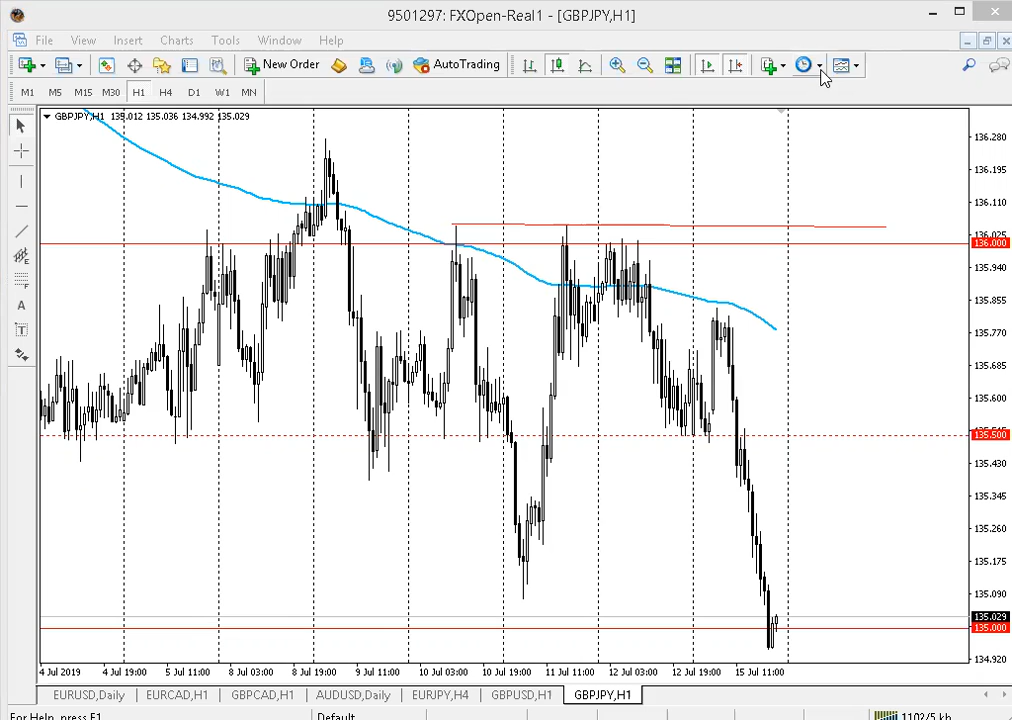 9501297: FXOpen-Real1 - [GBPJPY,H1]
File View Insert Charts Tools Window Help
New Order AutoTrading
M1 M5 M15 M30 H1 H4 D1 W1 MN
GBPJPY,H1 135.012 135.036 134.992 135.029
136.280
136.195
136.110
136.025
136.000
135.940
135.855
135.770
135.685
135.600
135.500
135.430
135.345
135.260
135.175
135.090
135.029
135.000
134.920
4 Jul 2019 4 Jul 19:00 5 Jul 11:00 8 Jul 03:00 8 Jul 19:00 9 Jul 11:00 10 Jul 03:00 10 Jul 19:00 11 Jul 11:00 12 Jul 03:00 12 Jul 19:00 15 Jul 11:00
EURUSD,Daily EURCAD,H1 GBPCAD,H1 AUDUSD,Daily EURJPY,H4 GBPUSD,H1 GBPJPY,H1
For Help, press F1 Default 1102/5 kb